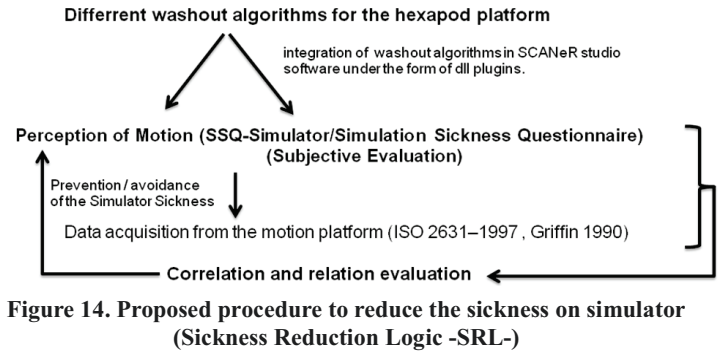 Differrent washout algorithms for the hexapod platform
integration of washout algorithms in SCANeR studio
software under the form of dll plugins.
Perception of Motion (SSQ-Simulator/Simulation Sickness Questionnaire)
(Subjective Evaluation)
Prevention / avoidance
of the Simulator Sickness
Data acquisition from the motion platform (ISO 2631–1997 , Griffin 1990)
Correlation and relation evaluation
Figure 14. Proposed procedure to reduce the sickness on simulator
(Sickness Reduction Logic -SRL-)